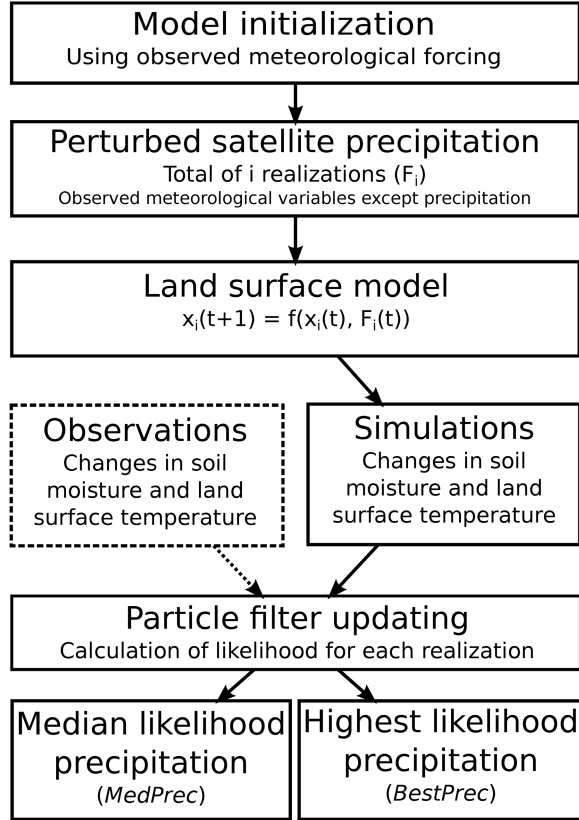 Model initialization
Using observed meteorological forcing
Perturbed satellite precipitation
Total of i realizations (Fᵢ)
Observed meteorological variables except precipitation
Land surface model
xᵢ(t+1) = f(xᵢ(t), Fᵢ(t))
Observations
Changes in soil
moisture and land
surface temperature
Simulations
Changes in soil
moisture and land
surface temperature
Particle filter updating
Calculation of likelihood for each realization
Median likelihood
precipitation
(MedPrec)
Highest likelihood
precipitation
(BestPrec)